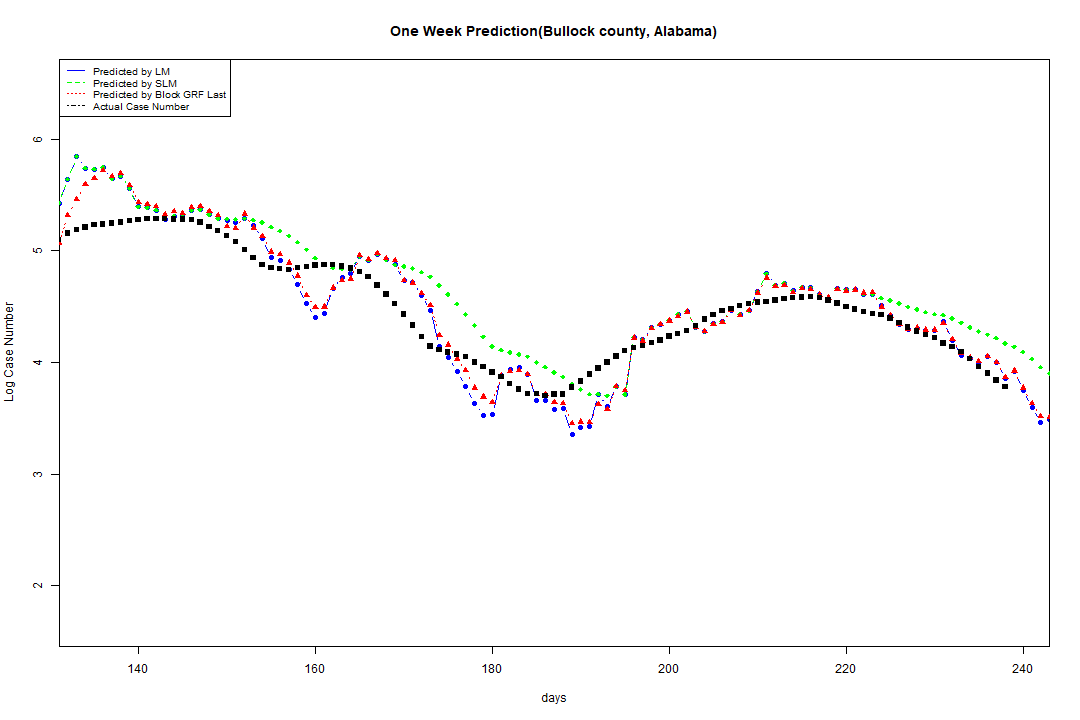 One Week Prediction(Bullock county, Alabama)
Predicted by LM
Predicted by SLM
Predicted by Block GRF Last
Actual Case Number
6
5
4
3
2
Log Case Number
140 160 180 200 220 240
days